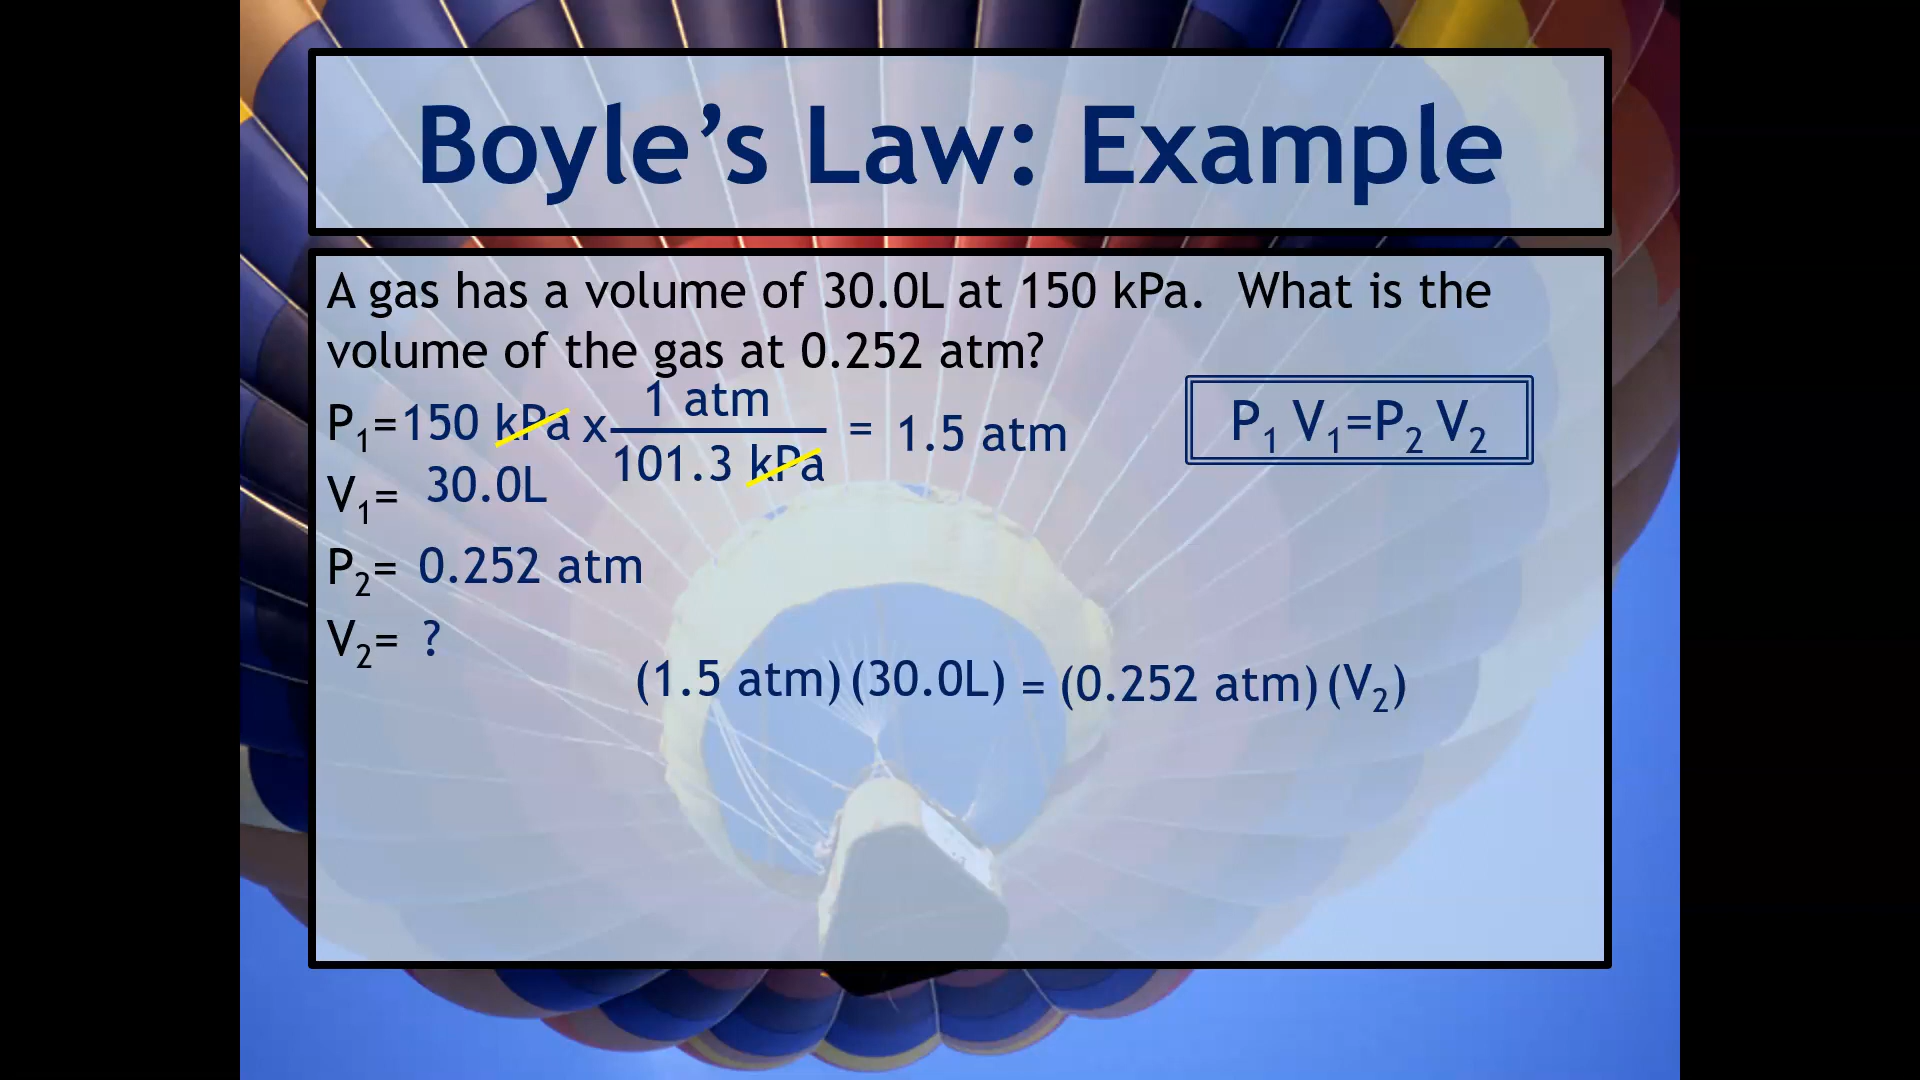 Boyle’s Law: Example
A gas has a volume of 30.0L at 150 kPa. What is the
volume of the gas at 0.252 atm?
P₁=150 kPa x 1 atm
101.3 kPa
= 1.5 atm
P₁ V₁=P₂ V₂
V₁= 30.0L
P₂= 0.252 atm
V₂= ?
(1.5 atm)(30.0L) = (0.252 atm)(V₂)